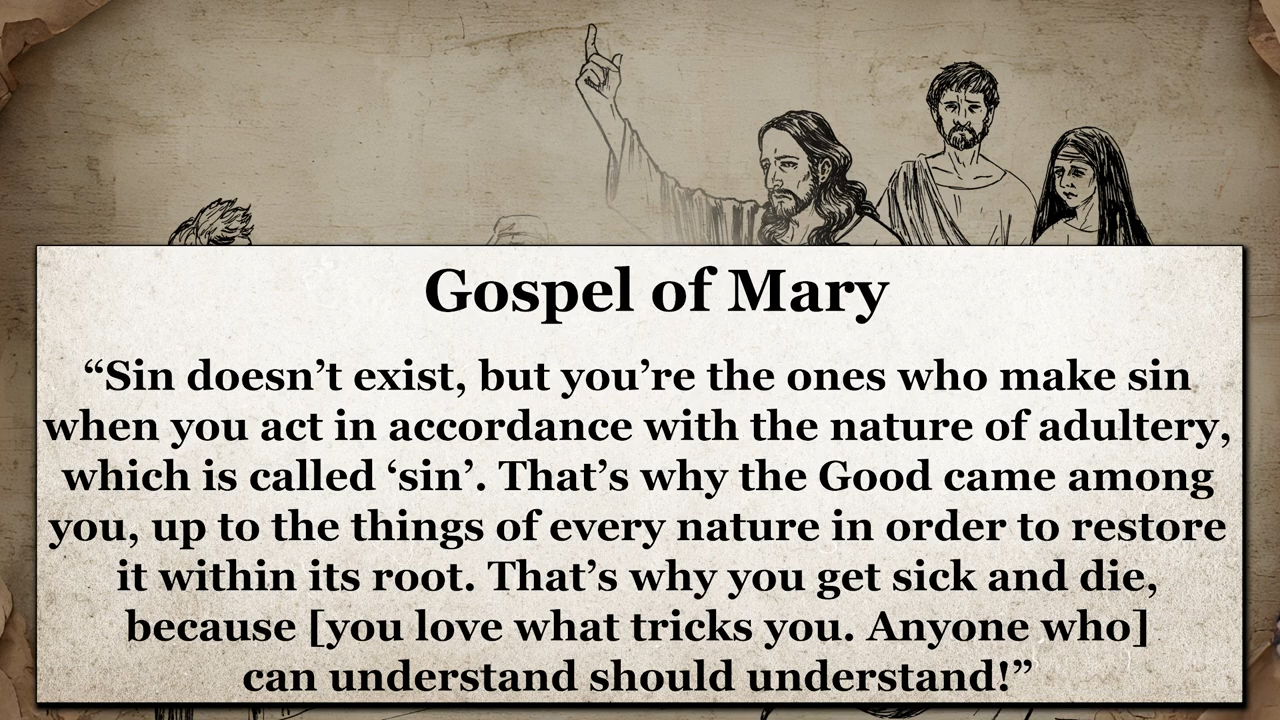 Gospel of Mary
“Sin doesn’t exist, but you’re the ones who make sin
when you act in accordance with the nature of adultery,
which is called ‘sin’. That’s why the Good came among
you, up to the things of every nature in order to restore
it within its root. That’s why you get sick and die,
because [you love what tricks you. Anyone who]
can understand should understand!”